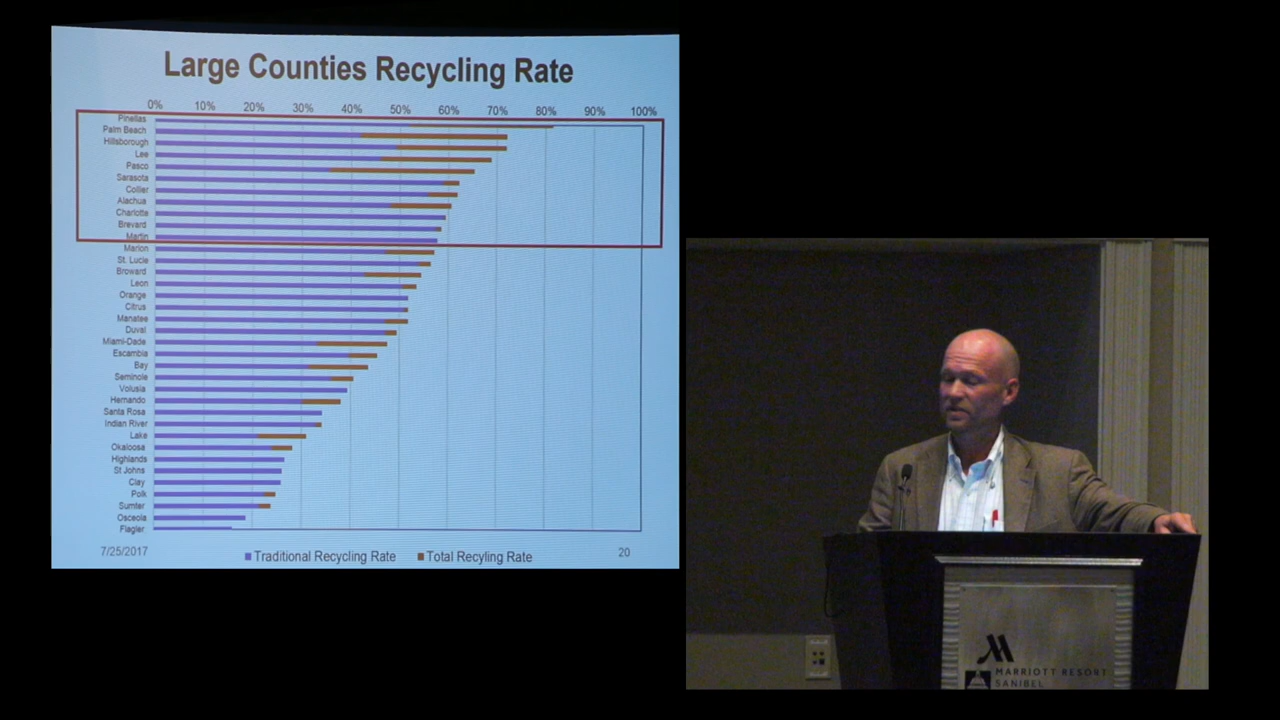 Large Counties Recycling Rate
0% 10% 20% 30% 40% 50% 60% 70% 80% 90% 100%
Pinellas
Palm Beach
Hillsborough
Lee
Pasco
Sarasota
Collier
Alachua
Charlotte
Brevard
Martin
Marion
St. Lucie
Broward
Leon
Orange
Citrus
Manatee
Duval
Miami-Dade
Escambia
Bay
Seminole
Volusia
Hernando
Santa Rosa
Indian River
Lake
Okaloosa
Highlands
St Johns
Clay
Polk
Sumter
Osceola
Flagler
7/25/2017
Traditional Recycling Rate Total Recyling Rate
20
MARRIOTT RESORT
SANIBEL